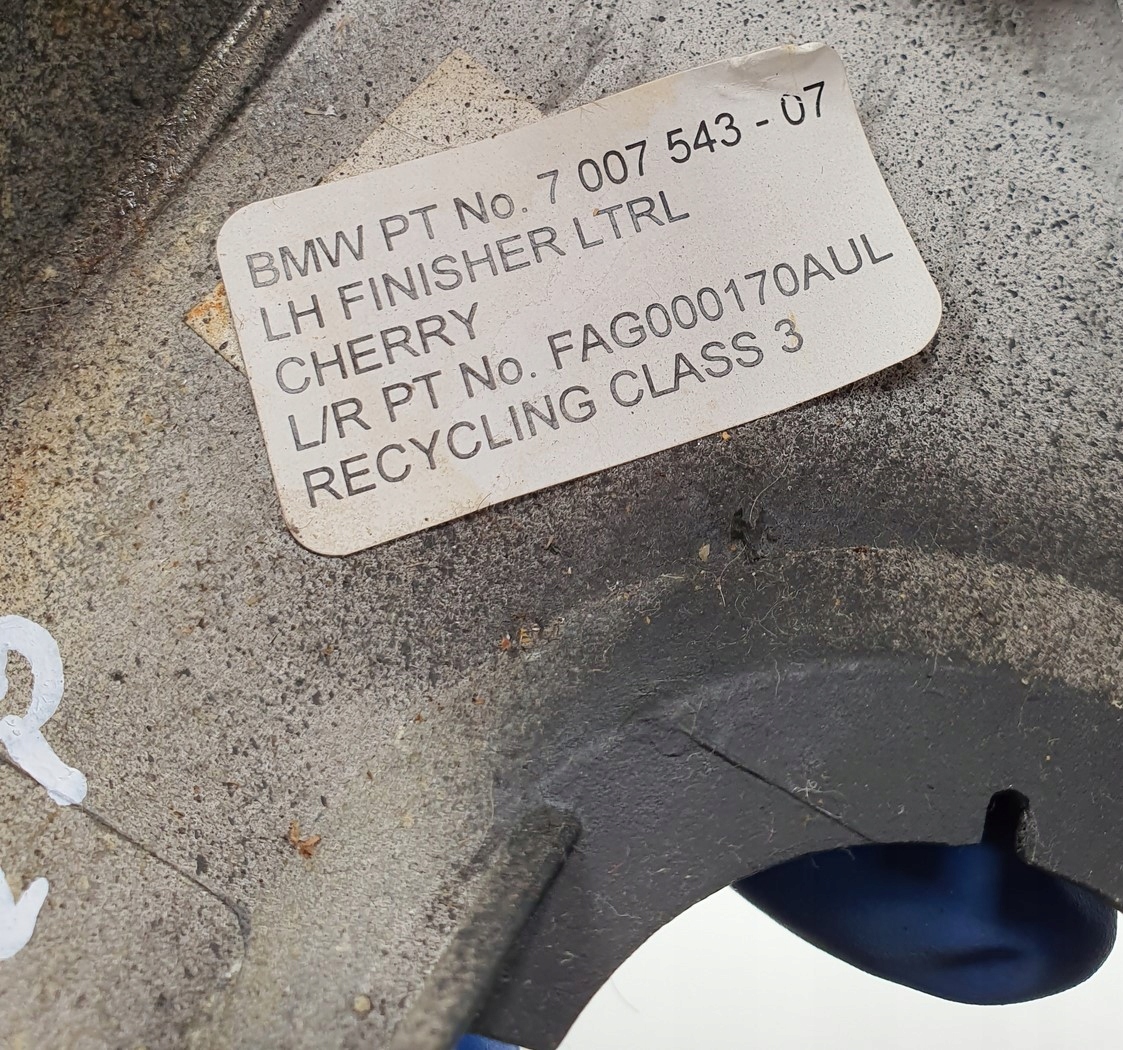 BMW PT No. 7 007 543 - 07
LH FINISHER LTRL
CHERRY
L/R PT No. FAG000170AUL
RECYCLING CLASS 3
R